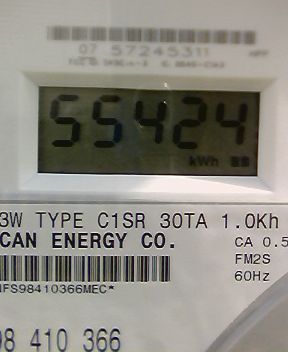 07 57245311
55424
kWh
3W TYPE C1SR 30TA 1.0Kh
CAN ENERGY CO.
CA 0.5
FM2S
60Hz
NFS98410366MEC*
98 410 366